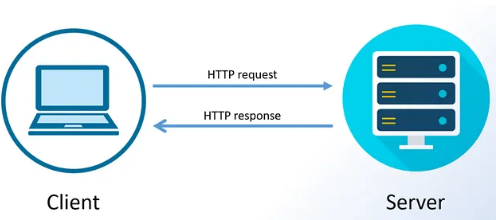 HTTP request
HTTP response
Client
Server